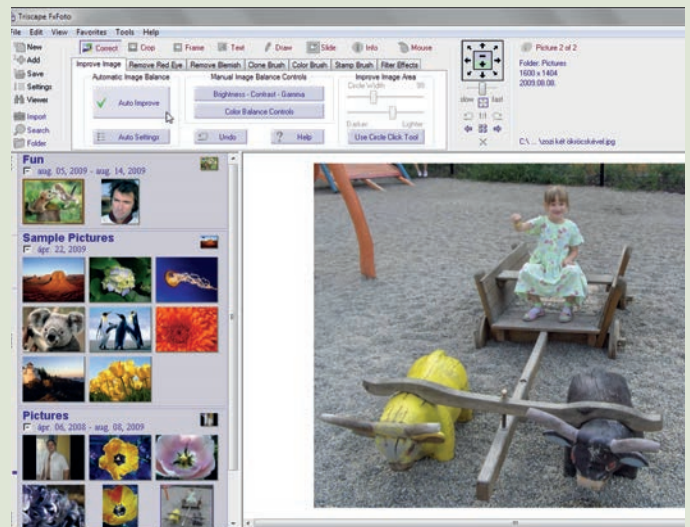 Triscape FxFoto
File Edit View Favorites Tools Help
New
Add
Save
Settings
Viewer
Import
Search
Folder
Correct Crop Frame Text Draw Slide Info Mouse
Improve Image Remove Red Eye Remove Blemish Clone Brush Color Brush Stamp Brush Filter Effects
Automatic Image Balance
Auto Improve
Auto Settings
Manual Image Balance Controls
Brightness - Contrast - Gamma
Color Balance Controls
Undo
? Help
Improve Image Area
Circle Width
Darker Lighter
Use Circle Click Tool
slow last
1:1
Picture 2 of 2
Folder: Pictures
1600 x 1404
2009.08.08.
Fun
aug. 05, 2009 - aug. 14, 2009
Sample Pictures
ápr. 22, 2009
Pictures
ápr. 06, 2008 - aug. 08, 2009